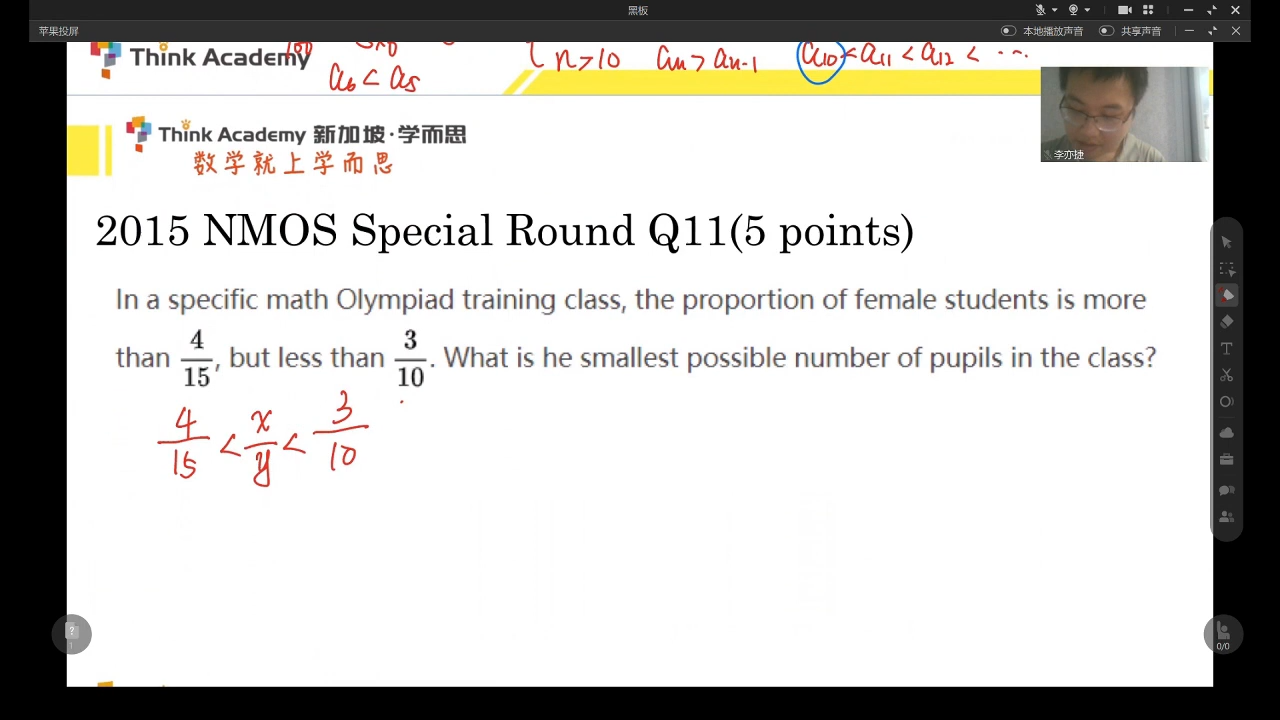 黑板
苹果投屏
本地播放声音 共享声音
Think Academy
a₆ < a₅
n>10 aₙ > aₙ₋₁ a₁₀ < a₁₁ < a₁₂ < ...
李亦捷
Think Academy 新加坡·学而思
数学就上学而思
2015 NMOS Special Round Q11(5 points)
In a specific math Olympiad training class, the proportion of female students is more
than 4/15, but less than 3/10. What is he smallest possible number of pupils in the class?
4/15 < x/y < 3/10
?
1
0/0